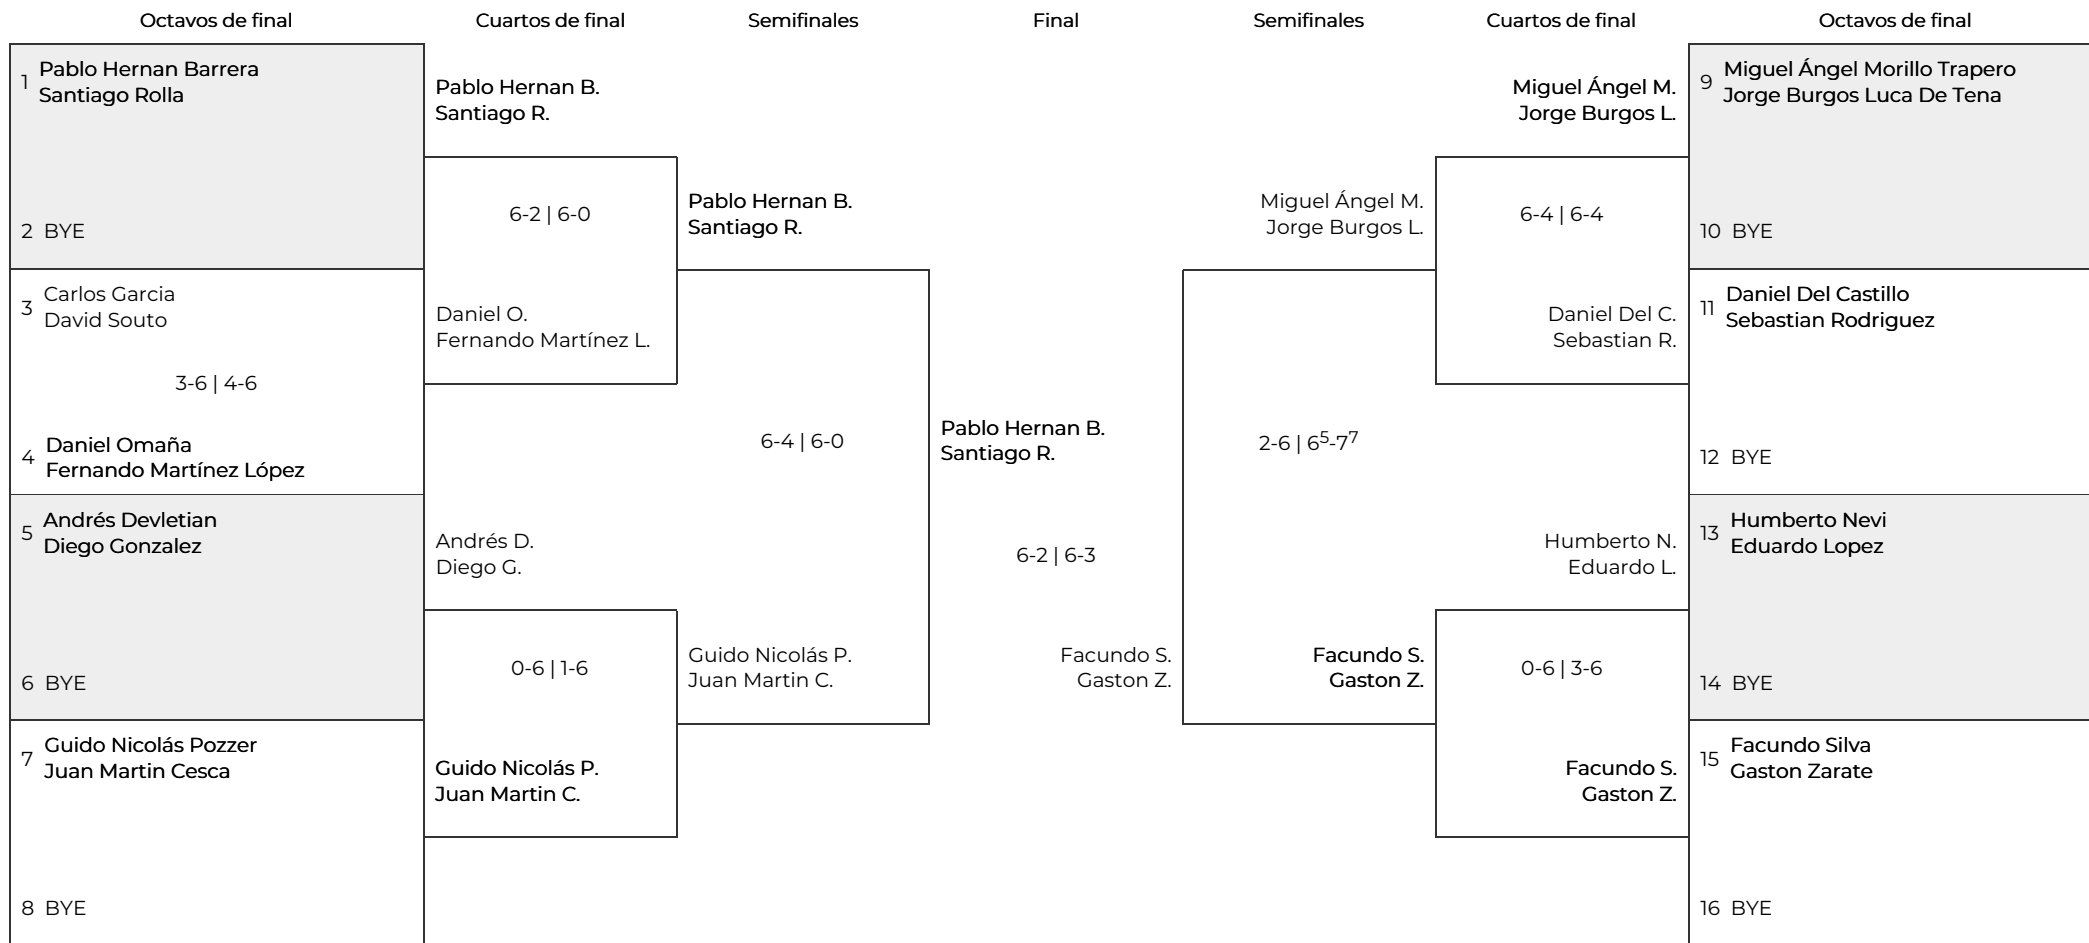 Octavos de final
Cuartos de final
Semifinales
Final
Semifinales
Cuartos de final
Octavos de final
1 Pablo Hernan Barrera
Santiago Rolla
2 BYE
3 Carlos Garcia
David Souto
3-6 | 4-6
4 Daniel Omaña
Fernando Martínez López
5 Andrés Devletian
Diego Gonzalez
6 BYE
7 Guido Nicolás Pozzer
Juan Martin Cesca
8 BYE
Pablo Hernan B.
Santiago R.
6-2 | 6-0
Daniel O.
Fernando Martínez L.
Andrés D.
Diego G.
0-6 | 1-6
Guido Nicolás P.
Juan Martin C.
Pablo Hernan B.
Santiago R.
6-4 | 6-0
Guido Nicolás P.
Juan Martin C.
Pablo Hernan B.
Santiago R.
6-2 | 6-3
Facundo S.
Gaston Z.
Miguel Ángel M.
Jorge Burgos L.
2-6 | 6⁵-7⁷
Facundo S.
Gaston Z.
Miguel Ángel M.
Jorge Burgos L.
6-4 | 6-4
Daniel Del C.
Sebastian R.
Humberto N.
Eduardo L.
0-6 | 3-6
Facundo S.
Gaston Z.
9 Miguel Ángel Morillo Trapero
Jorge Burgos Luca De Tena
10 BYE
11 Daniel Del Castillo
Sebastian Rodriguez
12 BYE
13 Humberto Nevi
Eduardo Lopez
14 BYE
15 Facundo Silva
Gaston Zarate
16 BYE